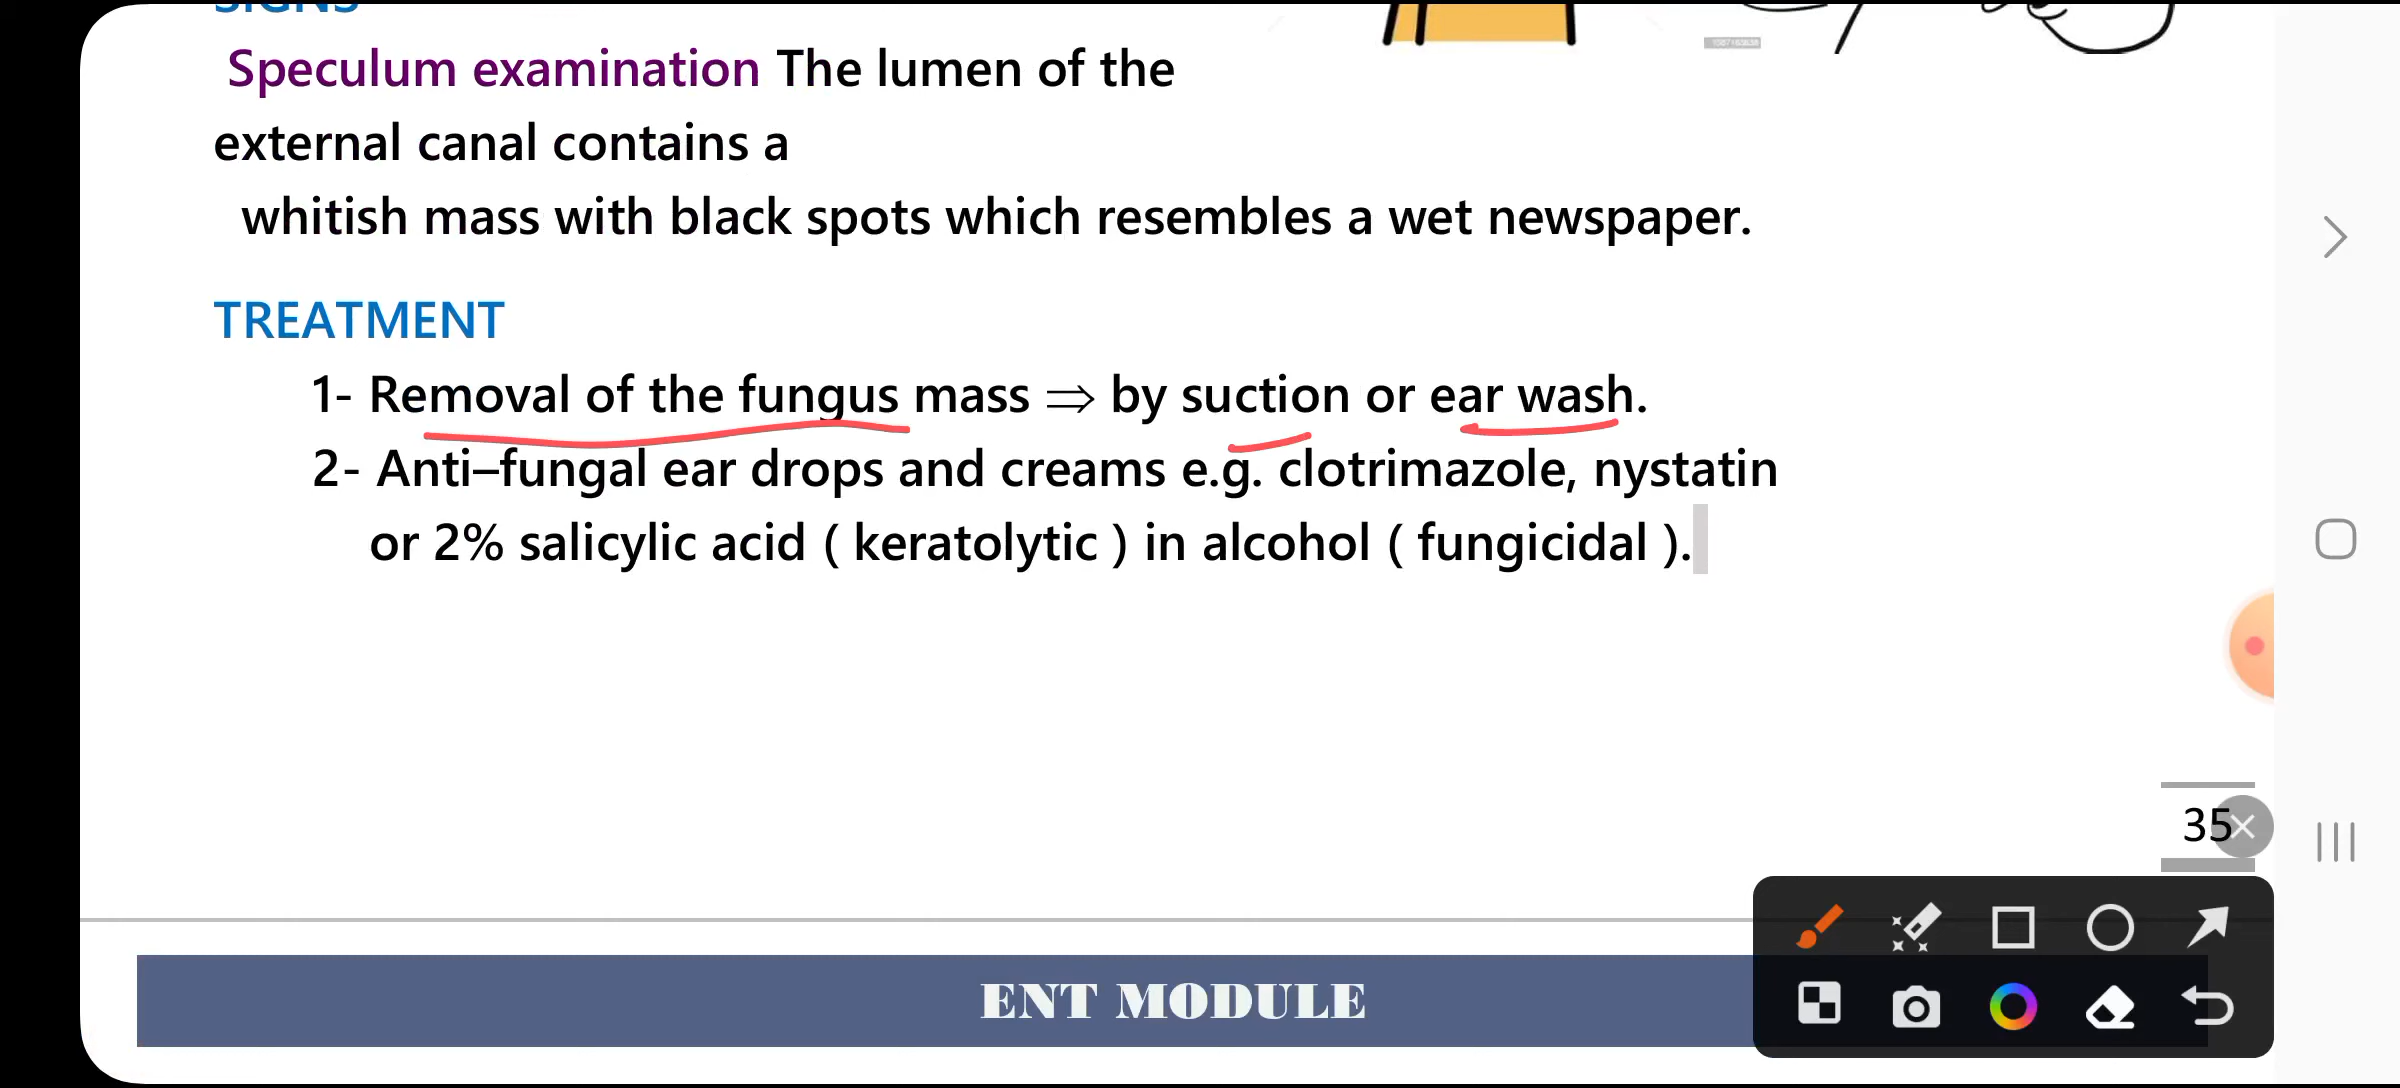 SIGNS
Speculum examination The lumen of the
external canal contains a
whitish mass with black spots which resembles a wet newspaper.
TREATMENT
1- Removal of the fungus mass ⇒ by suction or ear wash.
2- Anti–fungal ear drops and creams e.g. clotrimazole, nystatin
or 2% salicylic acid ( keratolytic ) in alcohol ( fungicidal ).
35
ENT MODULE